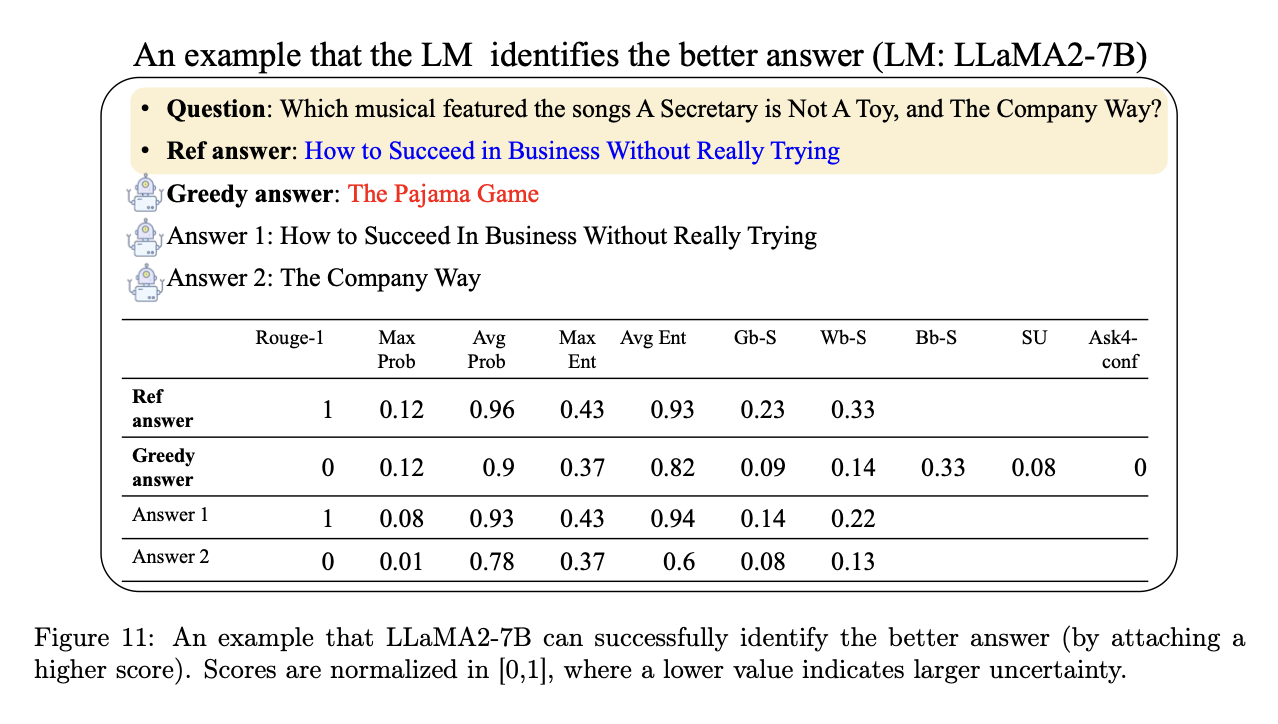 An example that the LM identifies the better answer (LM: LLaMA2-7B)
• Question: Which musical featured the songs A Secretary is Not A Toy, and The Company Way?
• Ref answer: How to Succeed in Business Without Really Trying
Greedy answer: The Pajama Game
Answer 1: How to Succeed In Business Without Really Trying
Answer 2: The Company Way
Rouge-1 Max Prob Avg Prob Max Ent Avg Ent Gb-S Wb-S Bb-S SU Ask4-conf
Ref answer 1 0.12 0.96 0.43 0.93 0.23 0.33
Greedy answer 0 0.12 0.9 0.37 0.82 0.09 0.14 0.33 0.08 0
Answer 1 1 0.08 0.93 0.43 0.94 0.14 0.22
Answer 2 0 0.01 0.78 0.37 0.6 0.08 0.13
Figure 11: An example that LLaMA2-7B can successfully identify the better answer (by attaching a
higher score). Scores are normalized in [0,1], where a lower value indicates larger uncertainty.